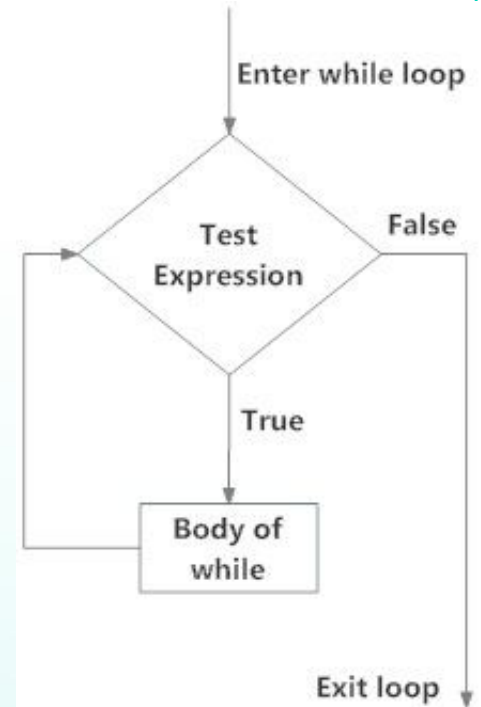 Enter while loop
Test
Expression
False
True
Body of
while
Exit loop